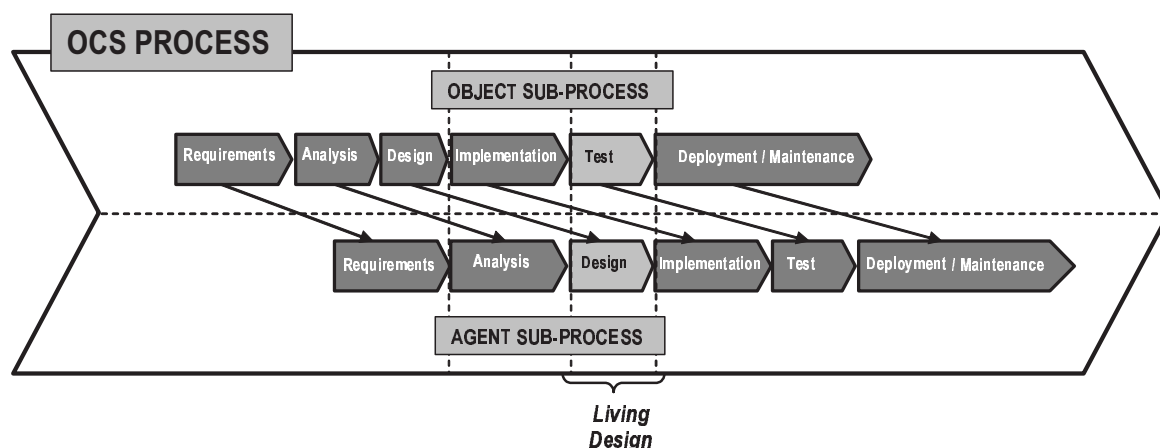 OCS PROCESS
OBJECT SUB-PROCESS
Requirements
Analysis
Design
Implementation
Test
Deployment / Maintenance
Requirements
Analysis
Design
Implementation
Test
Deployment / Maintenance
AGENT SUB-PROCESS
Living
Design